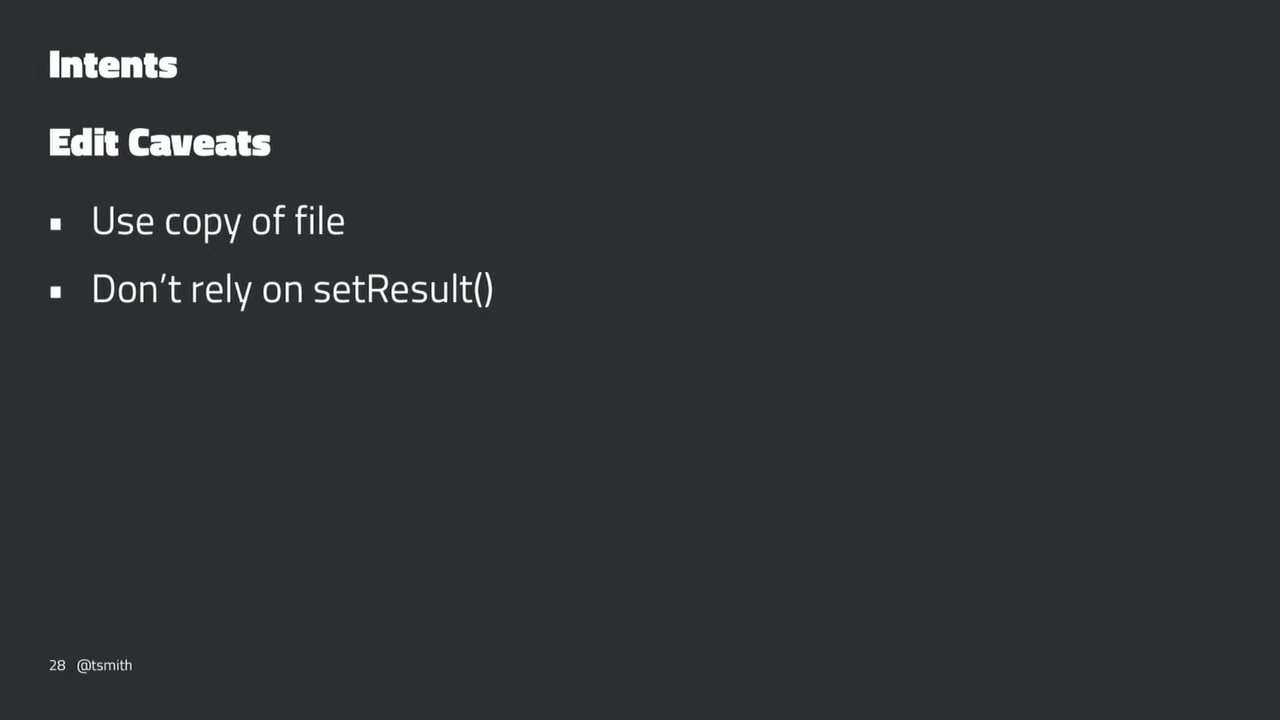 Intents
Edit Caveats
▪ Use copy of file
▪ Don’t rely on setResult()
28 @tsmith